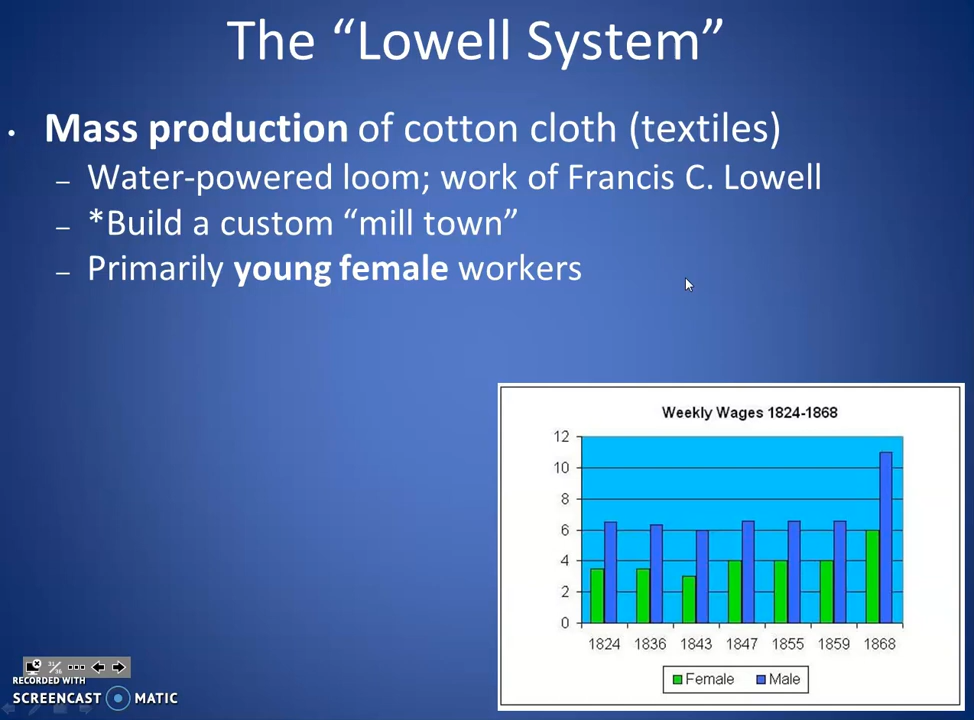 The “Lowell System”
• Mass production of cotton cloth (textiles)
– Water-powered loom; work of Francis C. Lowell
– *Build a custom “mill town”
– Primarily young female workers
Weekly Wages 1824-1868
12
10
8
6
4
2
0
1824 1836 1843 1847 1855 1859 1868
Female Male
RECORDED WITH
SCREENCAST MATIC